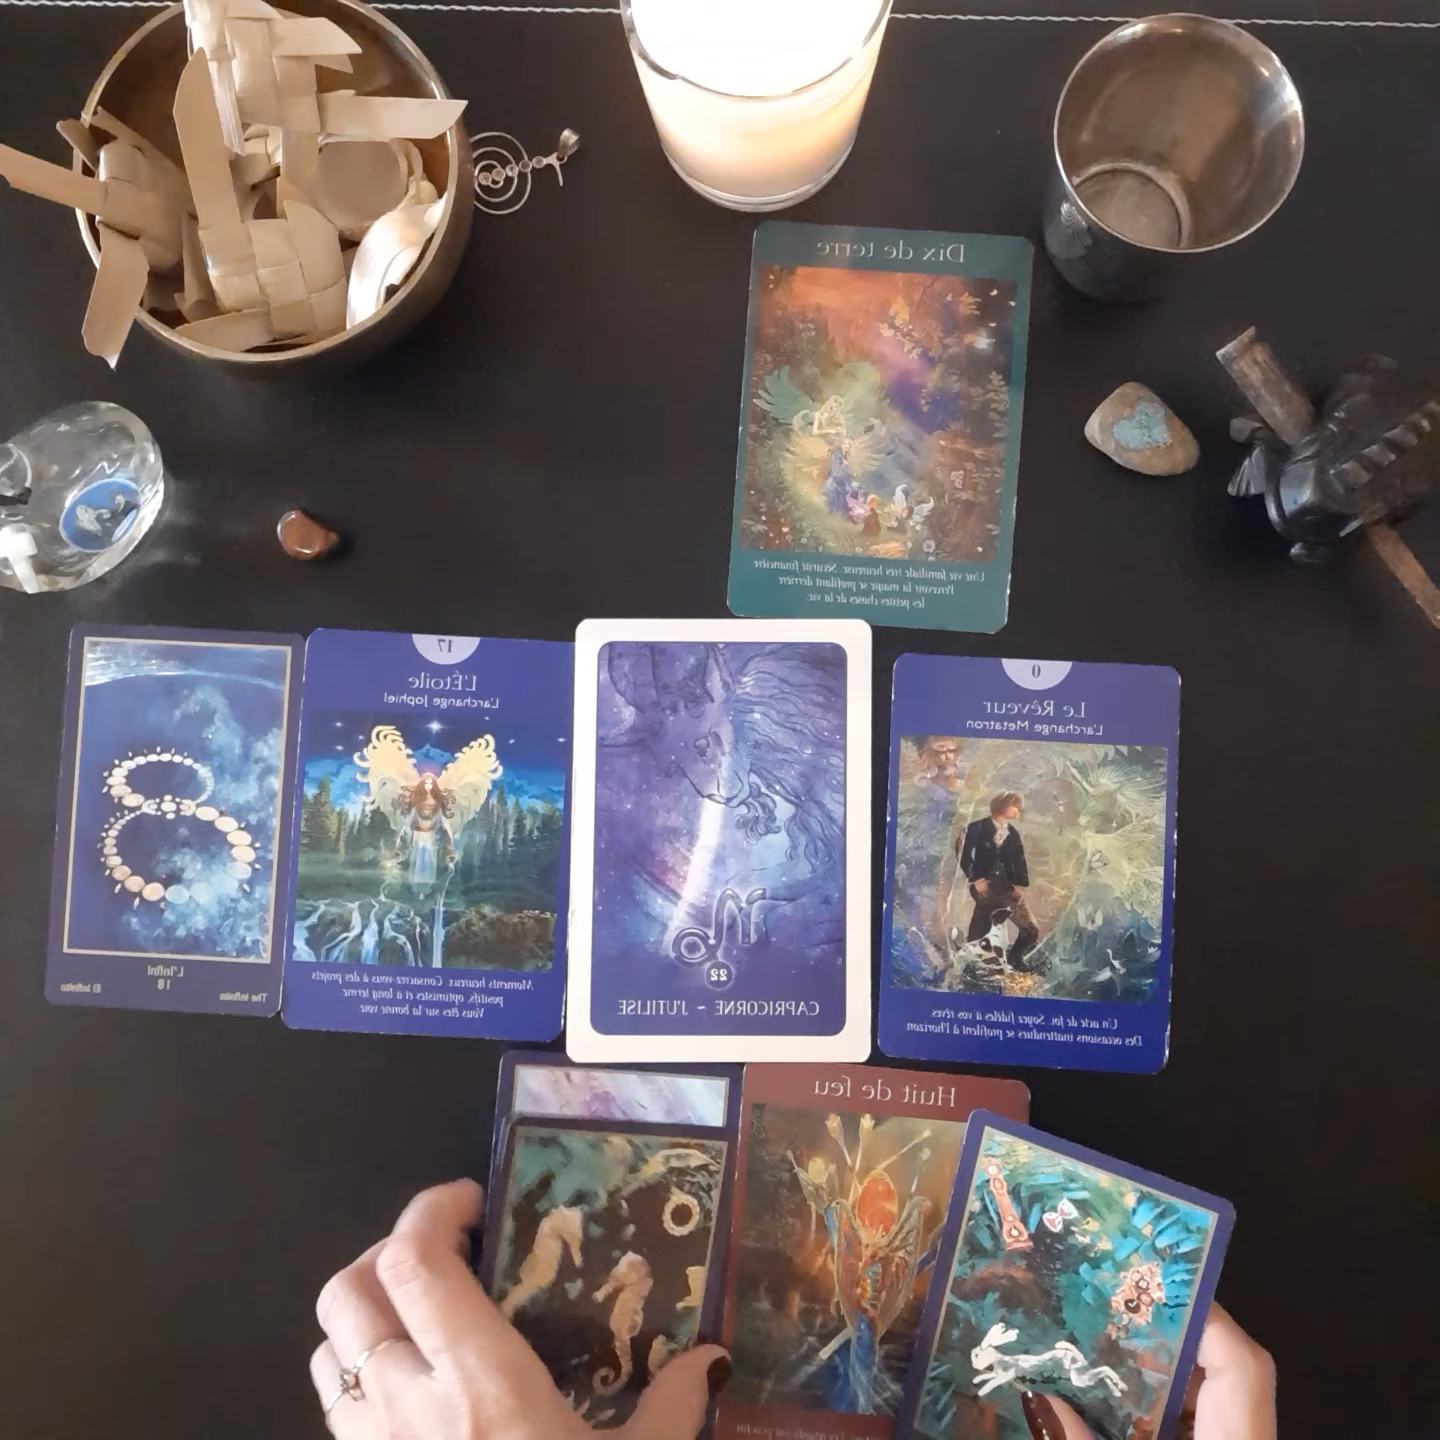 Dix de terre
Une vie familiale très heureuse. Sécurité financière
Percevoir la magie se profilant derrière
les petites choses de la vie.
17
L'Étoile
L'archange Jophiel
Moments heureux. Consacrez-vous à des projets
positifs, optimistes et à long terme.
Vous êtes sur la bonne voie
L'Infini
18
The Infinite
El Infinito
22
CAPRICORNE ~ J'UTILISE
0
Le Rêveur
L'archange Metatron
Un acte de foi. Soyez fidèles à vos rêves.
Des occasions inattendues se profilent à l'horizon.
Huit de feu